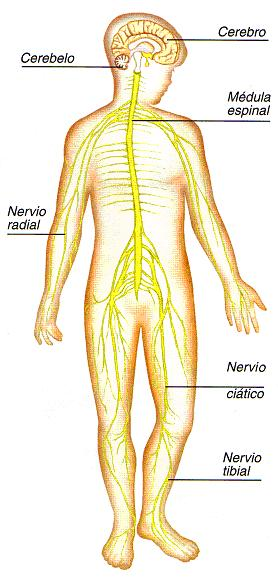 Cerebro
Cerebelo
Médula
espinal
Nervio
radial
Nervio
ciático
Nervio
tibial